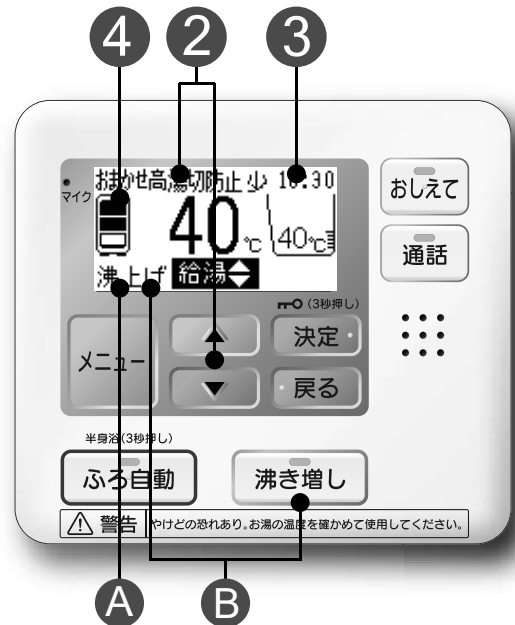 4 2 3
おまかせ高湯切防止少 10:30
マイク
おしえて
40℃
40℃
通話
沸上げ 給湯
(3秒押し)
メニュー
決定
戻る
半身浴(3秒押し)
ふろ自動
沸き増し
警告 やけどの恐れあり。お湯の温度を確かめて使用してください。
A B